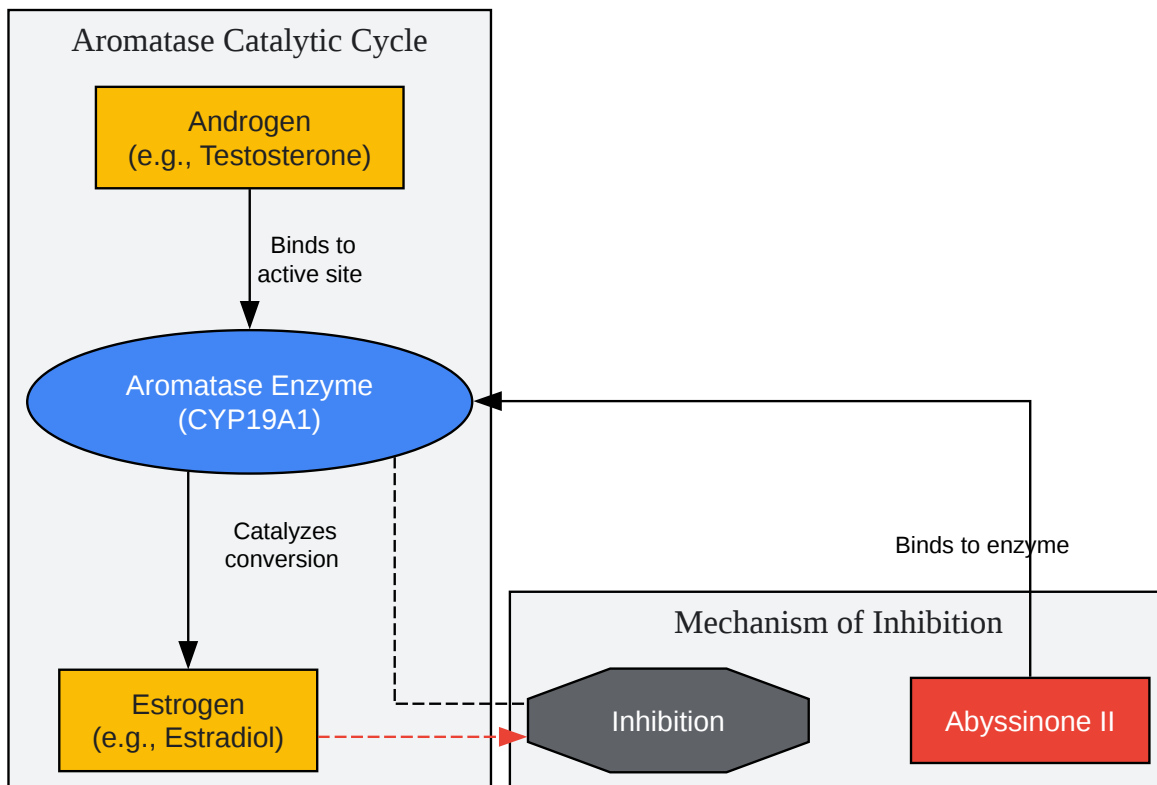 Aromatase Catalytic Cycle
Androgen
(e.g., Testosterone)
Binds to
active site
Aromatase Enzyme
(CYP19A1)
Catalyzes
conversion
Estrogen
(e.g., Estradiol)
Binds to enzyme
Mechanism of Inhibition
Inhibition
Abyssinone II